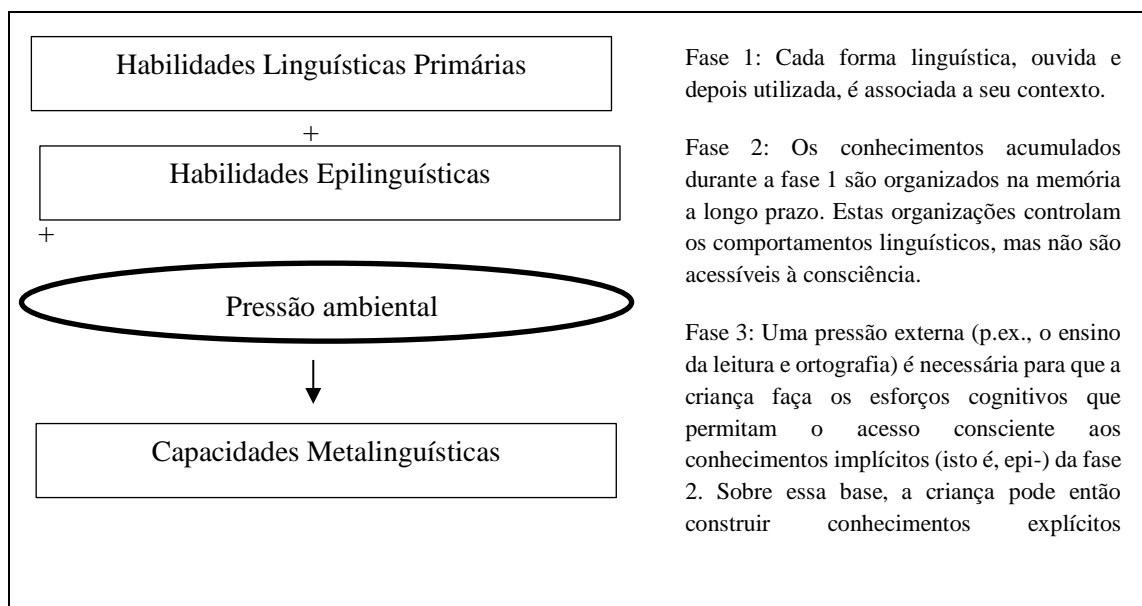 Habilidades Linguísticas Primárias
+
Habilidades Epilinguísticas
+
Pressão ambiental
Capacidades Metalinguísticas
Fase 1: Cada forma linguística, ouvida e
depois utilizada, é associada a seu contexto.
Fase 2: Os conhecimentos acumulados
durante a fase 1 são organizados na memória
a longo prazo. Estas organizações controlam
os comportamentos linguísticos, mas não são
acessíveis à consciência.
Fase 3: Uma pressão externa (p.ex., o ensino
da leitura e ortografia) é necessária para que a
criança faça os esforços cognitivos que
permitam o acesso consciente aos
conhecimentos implícitos (isto é, epi-) da fase
2. Sobre essa base, a criança pode então
construir conhecimentos explícitos